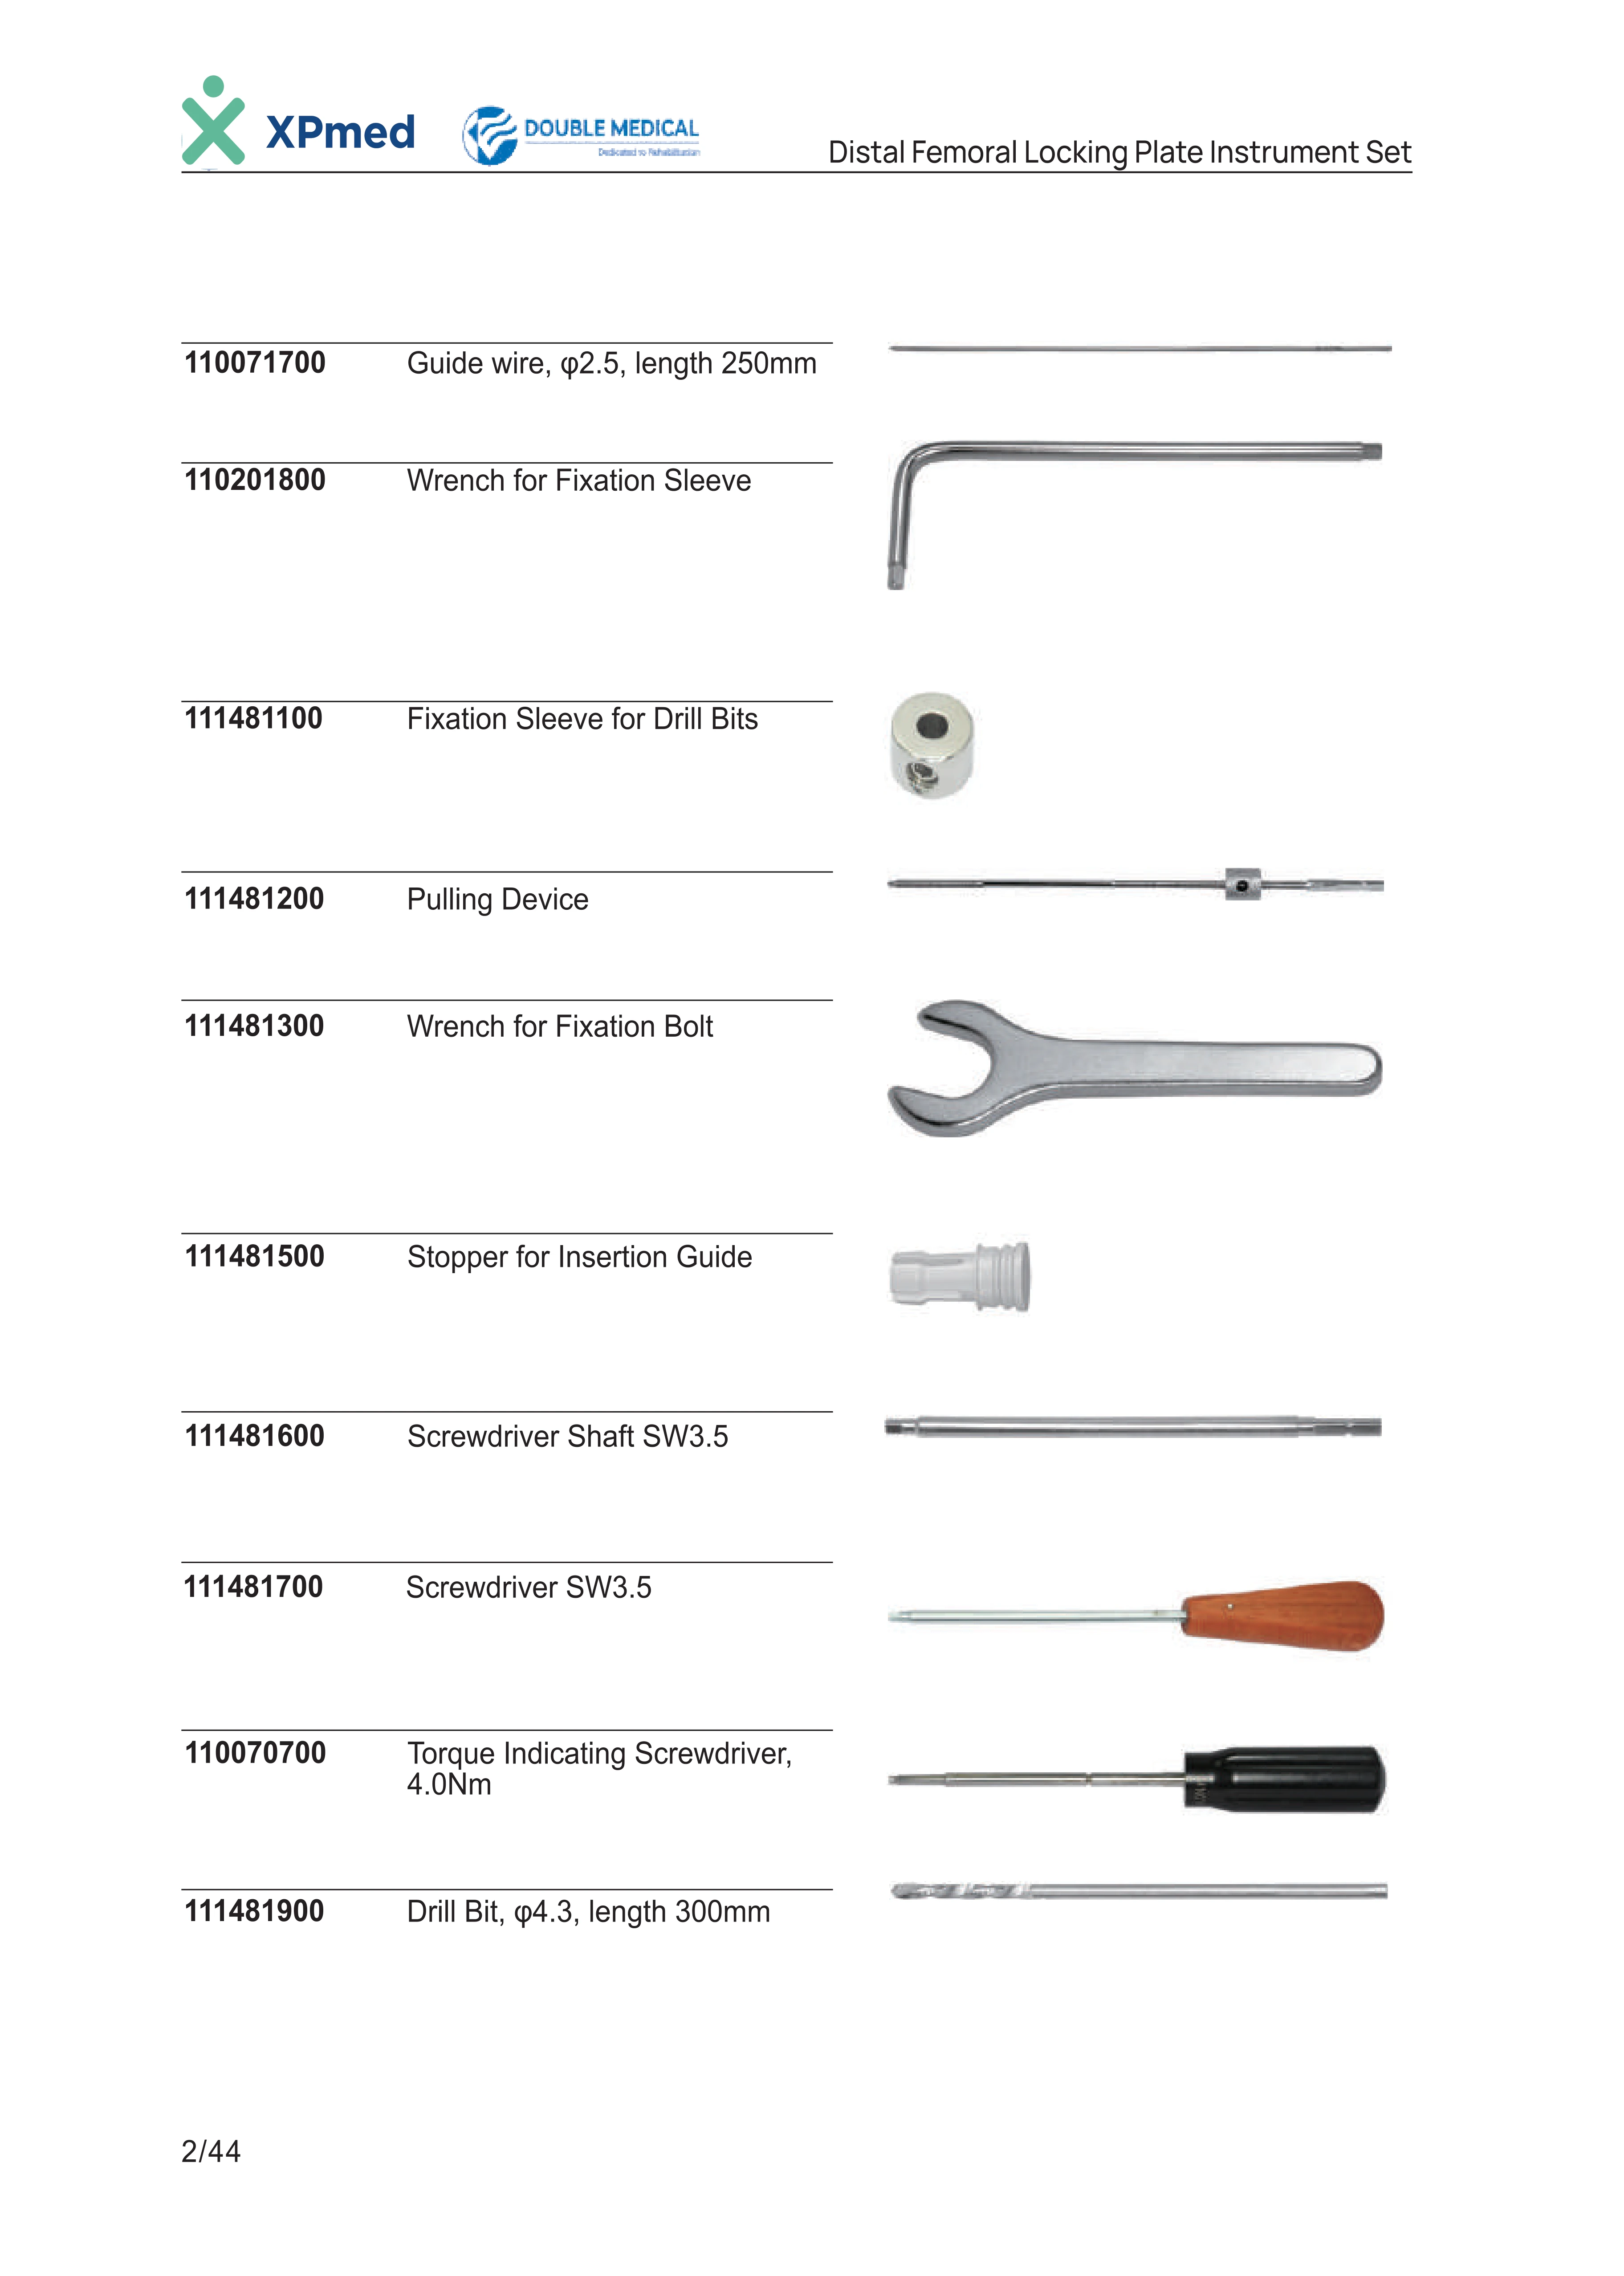 XPmed
DOUBLE MEDICAL
Dedicated to Rehabilitation
Distal Femoral Locking Plate Instrument Set
110071700 Guide wire, φ2.5, length 250mm
110201800 Wrench for Fixation Sleeve
111481100 Fixation Sleeve for Drill Bits
111481200 Pulling Device
111481300 Wrench for Fixation Bolt
111481500 Stopper for Insertion Guide
111481600 Screwdriver Shaft SW3.5
111481700 Screwdriver SW3.5
110070700 Torque Indicating Screwdriver,
4.0Nm
111481900 Drill Bit, φ4.3, length 300mm
2/44